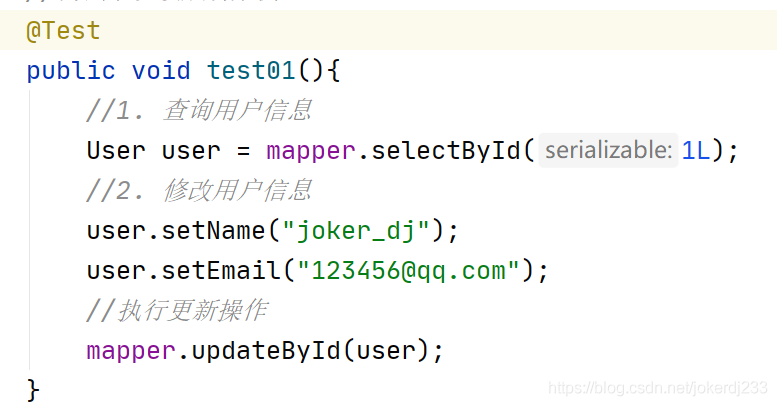 @Test
public void test01(){
//1. 查询用户信息
User user = mapper.selectById( serializable: 1L);
//2. 修改用户信息
user.setName("joker_dj");
user.setEmail("123456@qq.com");
//执行更新操作
mapper.updateById(user);
}
https://blog.csdn.net/jokerdj233